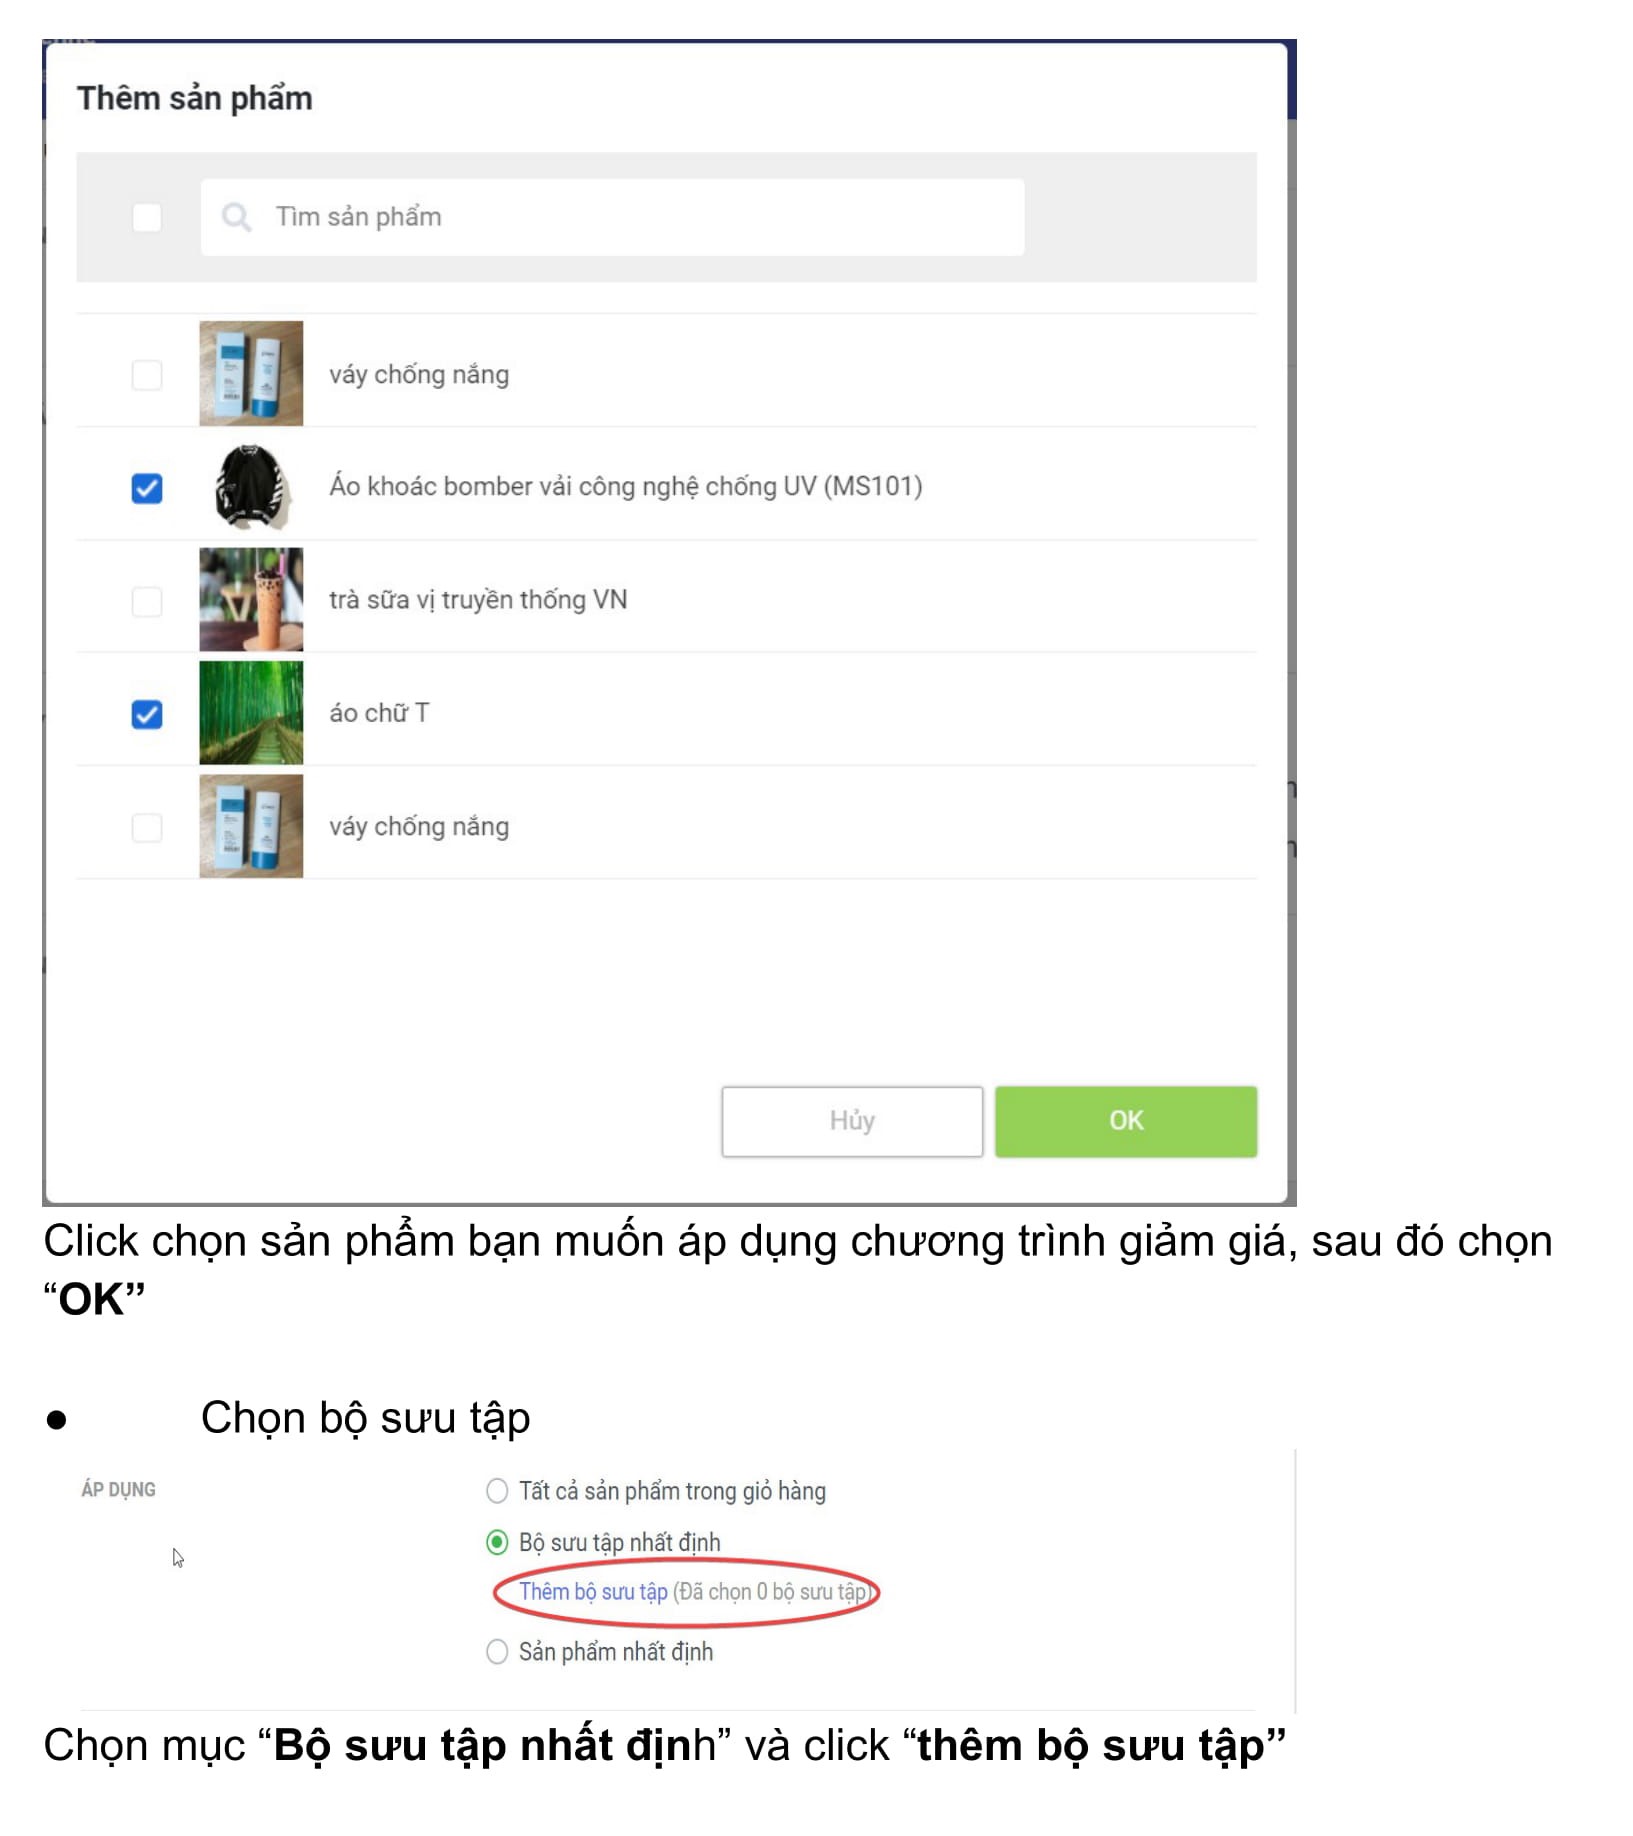 Thêm sản phẩm
Tìm sản phẩm
váy chống nắng
Áo khoác bomber vải công nghệ chống UV (MS101)
trà sữa vị truyền thống VN
áo chữ T
váy chống nắng
Hủy
OK
Click chọn sản phẩm bạn muốn áp dụng chương trình giảm giá, sau đó chọn
“OK”
● Chọn bộ sưu tập
ÁP DỤNG
Tất cả sản phẩm trong giỏ hàng
Bộ sưu tập nhất định
Thêm bộ sưu tập (Đã chọn 0 bộ sưu tập)
Sản phẩm nhất định
Chọn mục “Bộ sưu tập nhất định” và click “thêm bộ sưu tập”